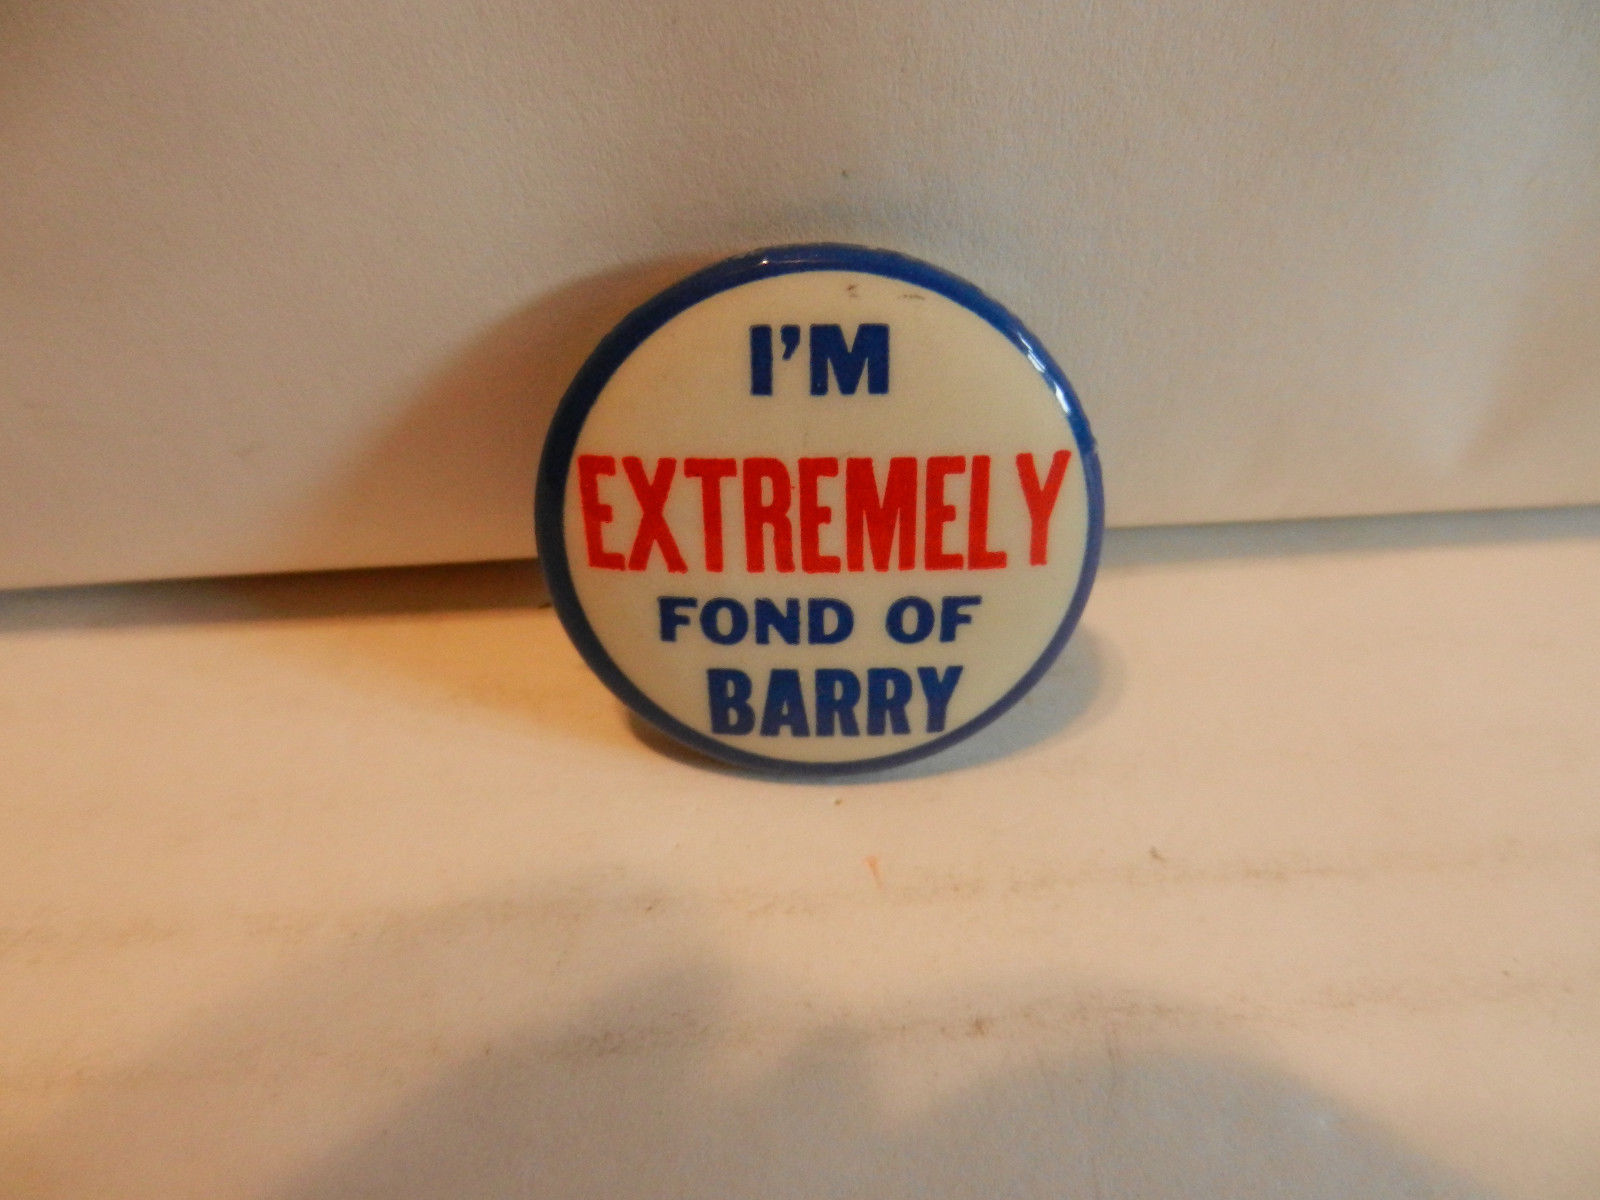 I'M
EXTREMELY
FOND OF
BARRY